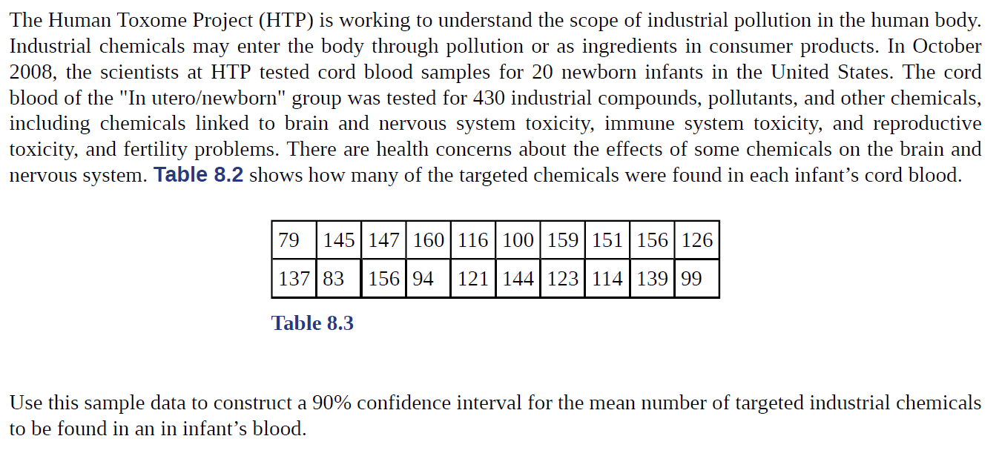 The Human Toxome Project (HTP) is working to understand the scope of industrial pollution in the human body.
Industrial chemicals may enter the body through pollution or as ingredients in consumer products. In October
2008, the scientists at HTP tested cord blood samples for 20 newborn infants in the United States. The cord
blood of the "In utero/newborn" group was tested for 430 industrial compounds, pollutants, and other chemicals,
including chemicals linked to brain and nervous system toxicity, immune system toxicity, and reproductive
toxicity, and fertility problems. There are health concerns about the effects of some chemicals on the brain and
nervous system. Table 8.2 shows how many of the targeted chemicals were found in each infant’s cord blood.
79 145 147 160 116 100 159 151 156 126
137 83 156 94 121 144 123 114 139 99
Table 8.3
Use this sample data to construct a 90% confidence interval for the mean number of targeted industrial chemicals
to be found in an in infant’s blood.